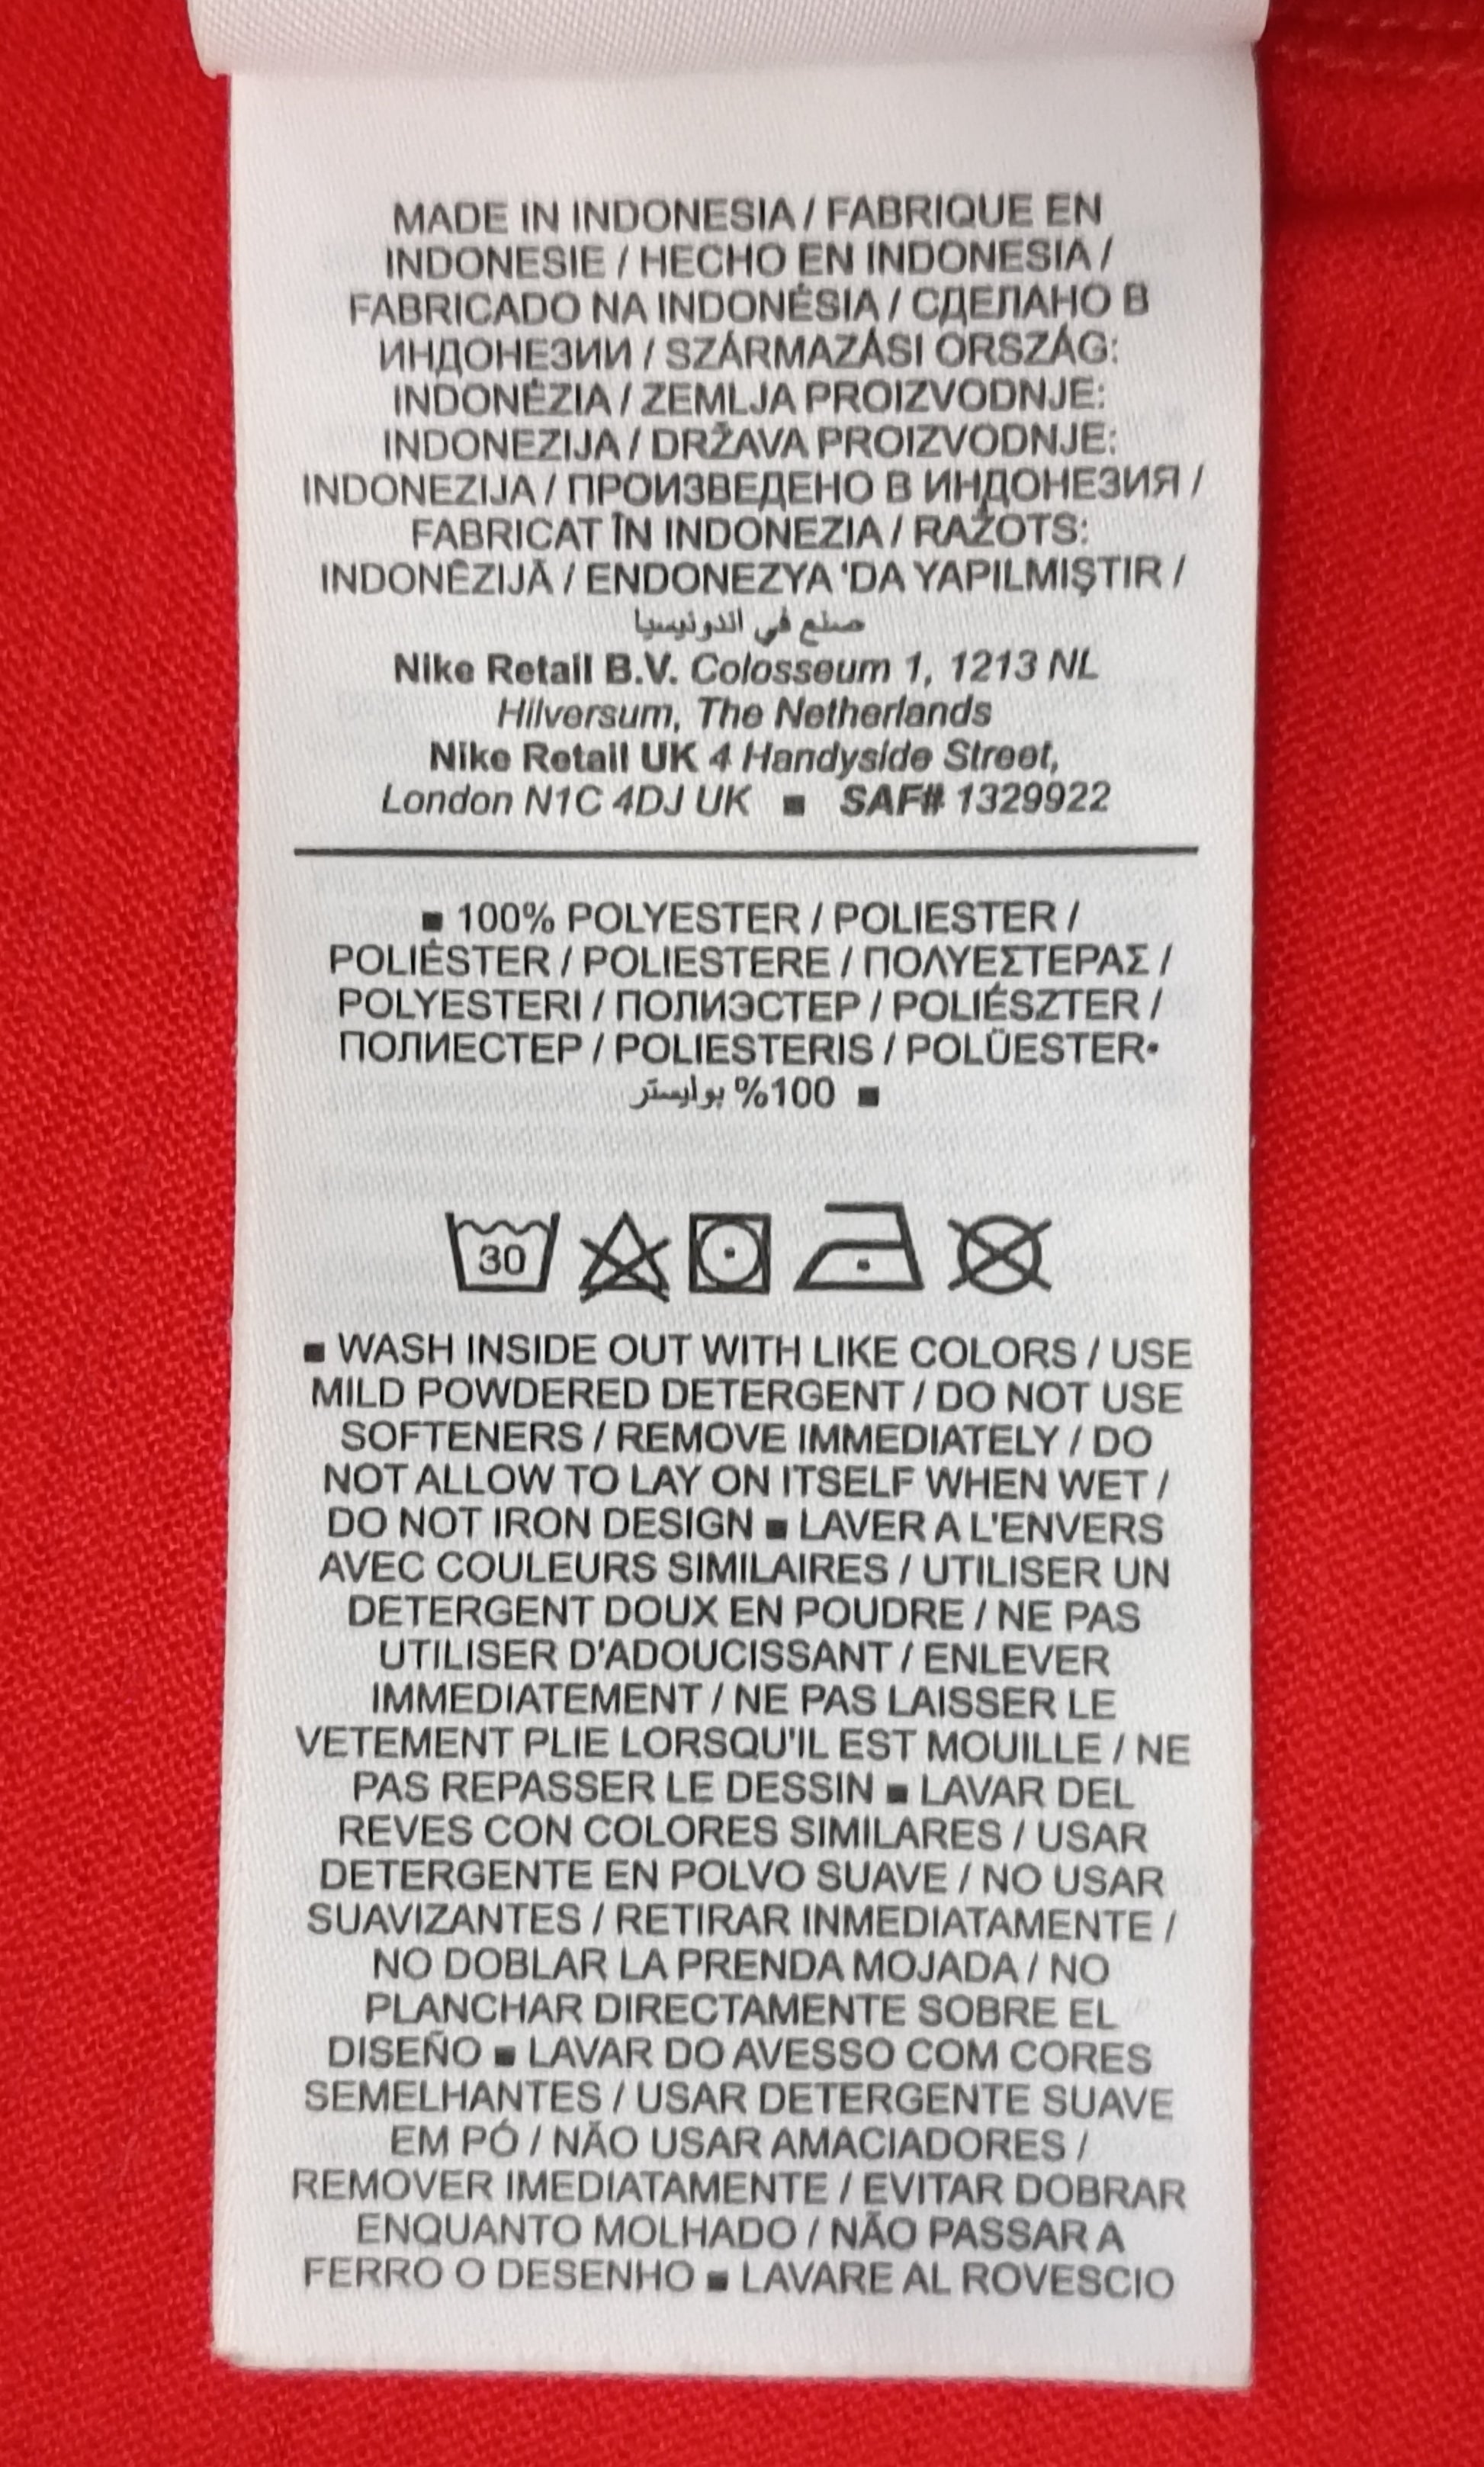 MADE IN INDONESIA / FABRIQUE EN
INDONESIE / HECHO EN INDONESIA /
FABRICADO NA INDONÉSIA / СДЕЛАНО В
ИНДОНЕЗИИ / SZÁRMAZÁSI ORSZÁG:
INDONÉZIA / ZEMLJA PROIZVODNJE:
INDONEZIJA / DRŽAVA PROIZVODNJE:
INDONEZIJA / ПРОИЗВЕДЕНО В ИНДОНЕЗИЯ /
FABRICAT ÎN INDONEZIA / RAŽOTS:
INDONĒZIJĀ / ENDONEZYA 'DA YAPILMIŞTIR /
صنع في اندونيسيا
Nike Retail B.V. Colosseum 1, 1213 NL
Hilversum, The Netherlands
Nike Retail UK 4 Handyside Street,
London N1C 4DJ UK ■ SAF# 1329922
■ 100% POLYESTER / POLIESTER /
POLIÉSTER / POLIESTERE / ΠΟΛΥΕΣΤΕΡΑΣ /
POLYESTERI / ПОЛИЭСТЕР / POLIÉSZTER /
ПОЛИЕСТЕР / POLIESTERIS / POLÜESTER•
■ 100% بوليستر
30
■ WASH INSIDE OUT WITH LIKE COLORS / USE
MILD POWDERED DETERGENT / DO NOT USE
SOFTENERS / REMOVE IMMEDIATELY / DO
NOT ALLOW TO LAY ON ITSELF WHEN WET /
DO NOT IRON DESIGN ■ LAVER A L'ENVERS
AVEC COULEURS SIMILAIRES / UTILISER UN
DETERGENT DOUX EN POUDRE / NE PAS
UTILISER D'ADOUCISSANT / ENLEVER
IMMEDIATEMENT / NE PAS LAISSER LE
VETEMENT PLIE LORSQU'IL EST MOUILLE / NE
PAS REPASSER LE DESSIN ■ LAVAR DEL
REVES CON COLORES SIMILARES / USAR
DETERGENTE EN POLVO SUAVE / NO USAR
SUAVIZANTES / RETIRAR INMEDIATAMENTE /
NO DOBLAR LA PRENDA MOJADA / NO
PLANCHAR DIRECTAMENTE SOBRE EL
DISEÑO ■ LAVAR DO AVESSO COM CORES
SEMELHANTES / USAR DETERGENTE SUAVE
EM PÓ / NÃO USAR AMACIADORES /
REMOVER IMEDIATAMENTE / EVITAR DOBRAR
ENQUANTO MOLHADO / NÃO PASSAR A
FERRO O DESENHO ■ LAVARE AL ROVESCIO